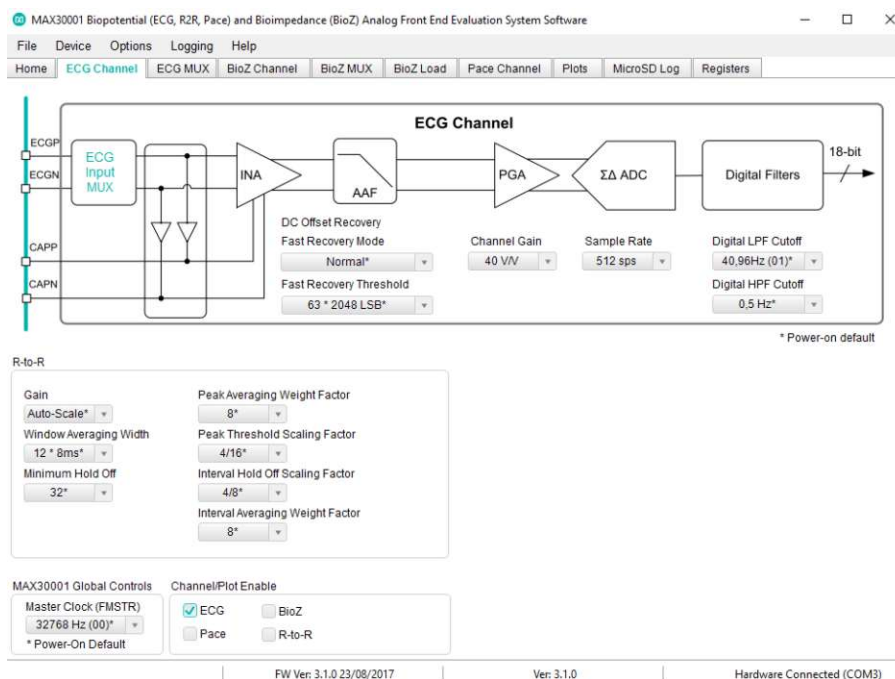 MAX30001 Biopotential (ECG, R2R, Pace) and Bioimpedance (BioZ) Analog Front End Evaluation System Software
File Device Options Logging Help
Home ECG Channel ECG MUX BioZ Channel BioZ MUX BioZ Load Pace Channel Plots MicroSD Log Registers
ECG Channel
ECGP
ECGN
CAPP
CAPN
ECG
Input
MUX
INA
AAF
PGA
ΣΔ ADC
Digital Filters
18-bit
DC Offset Recovery
Fast Recovery Mode
Normal*
Fast Recovery Threshold
63 * 2048 LSB*
Channel Gain
40 V/V
Sample Rate
512 sps
Digital LPF Cutoff
40,96Hz (01)*
Digital HPF Cutoff
0,5 Hz*
* Power-on default
R-to-R
Gain
Auto-Scale*
Window Averaging Width
12 * 8ms*
Minimum Hold Off
32*
Peak Averaging Weight Factor
8*
Peak Threshold Scaling Factor
4/16*
Interval Hold Off Scaling Factor
4/8*
Interval Averaging Weight Factor
8*
MAX30001 Global Controls
Master Clock (FMSTR)
32768 Hz (00)*
* Power-On Default
Channel/Plot Enable
ECG BioZ
Pace R-to-R
FW Ver: 3.1.0 23/08/2017 Ver: 3.1.0 Hardware Connected (COM3)